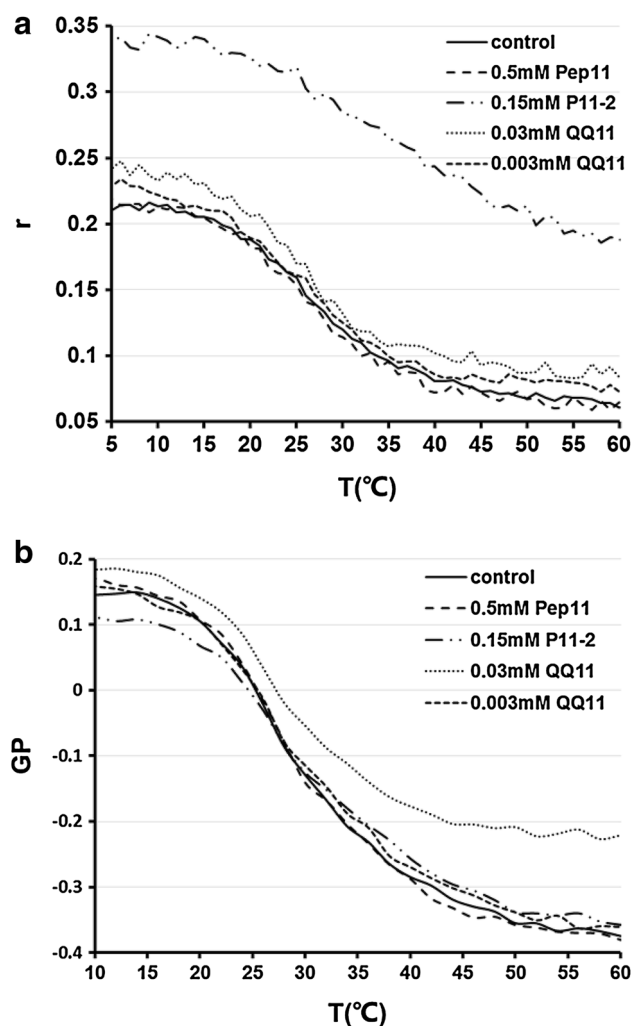 a
0.35
0.3
0.25
0.2
0.15
0.1
0.05
r
control
0.5mM Pep11
0.15mM P11-2
0.03mM QQ11
0.003mM QQ11
5 10 15 20 25 30 35 40 45 50 55 60
T(℃)
b
0.2
0.1
0
-0.1
-0.2
-0.3
-0.4
GP
control
0.5mM Pep11
0.15mM P11-2
0.03mM QQ11
0.003mM QQ11
10 15 20 25 30 35 40 45 50 55 60
T(℃)